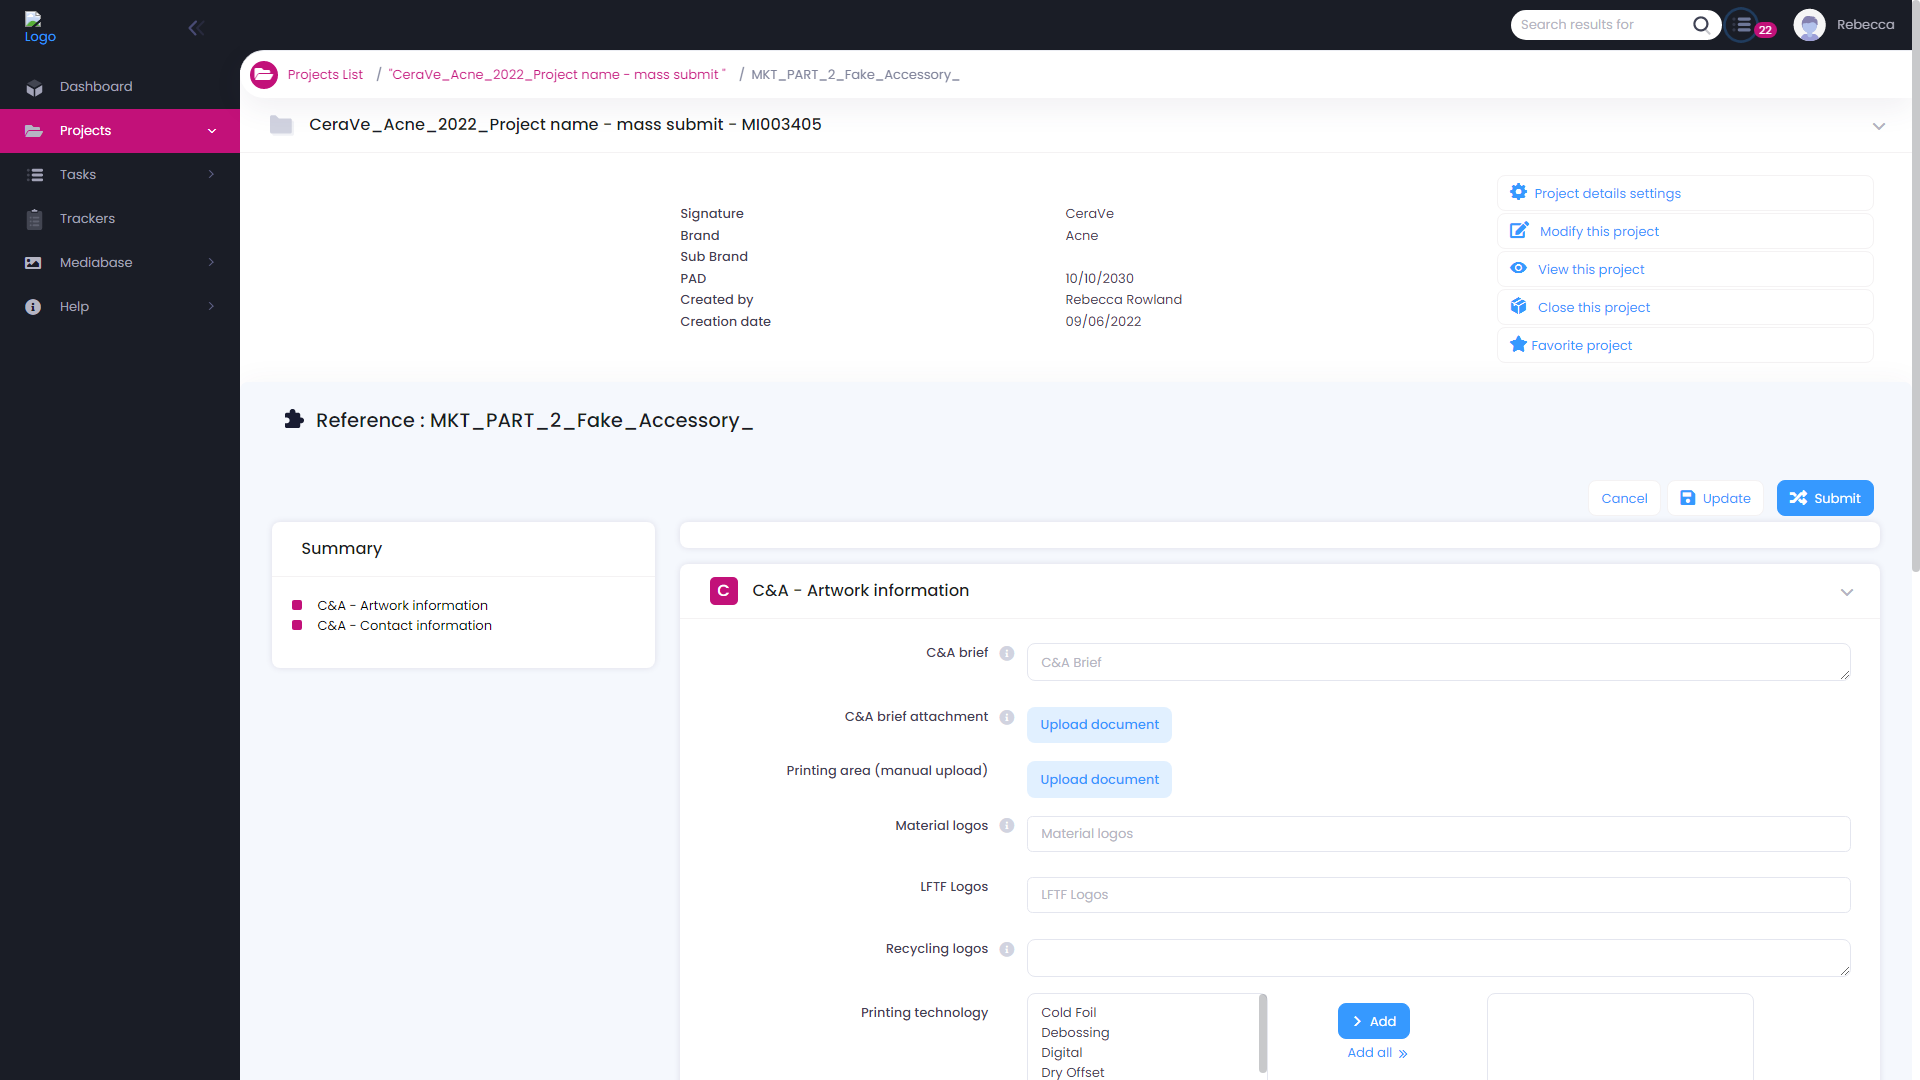 Logo
Search results for
22
Rebecca
Dashboard
Projects
Tasks
Trackers
Mediabase
Help
Projects List / "CeraVe_Acne_2022_Project name - mass submit " / MKT_PART_2_Fake_Accessory_
CeraVe_Acne_2022_Project name - mass submit - MI003405
Signature CeraVe
Brand Acne
Sub Brand
PAD 10/10/2030
Created by Rebecca Rowland
Creation date 09/06/2022
Project details settings
Modify this project
View this project
Close this project
Favorite project
Reference : MKT_PART_2_Fake_Accessory_
Cancel
Update
Submit
Summary
C&A - Artwork information
C&A - Contact information
C C&A - Artwork information
C&A brief
C&A Brief
C&A brief attachment
Upload document
Printing area (manual upload)
Upload document
Material logos
Material logos
LFTF Logos
LFTF Logos
Recycling logos
Printing technology
Cold Foil
Debossing
Digital
Dry Offset
Add
Add all